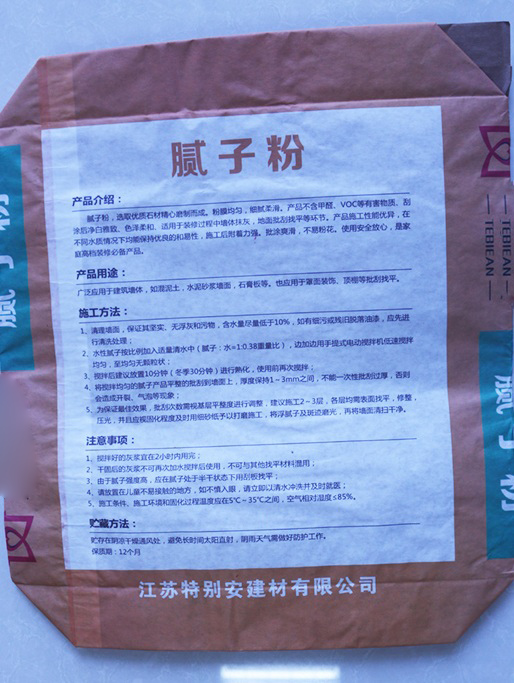 腻子粉
产品介绍：
腻子粉，选取优质石材精心磨制而成。粉膜均匀，细腻柔滑。产品不含甲醛、VOC等有害物质、刮
涂后净白雅致、色泽柔和、适用于装修过程中墙体抹灰，地面批刮找平等环节。产品施工性能优异，在
不同水质情况下均能保持优良的和易性，施工后附着力强。批涂爽滑，不易粉花。使用安全放心，是家
庭高档装修必备产品。
产品用途：
广泛应用于建筑墙体，如混泥土，水泥砂浆墙面，石膏板等。也应用于罩面装饰、顶棚等批刮找平。
施工方法：
1、清理墙面，保证其坚实、无浮灰和污物，含水量尽量低于10%，如有细污或残旧脱落油漆，应先进
行清洗处理；
2、水性腻子按比例加入适量清水中（腻子：水=1:0.38重量比），边加边用手提式电动搅拌机低速搅拌
均匀，至均匀无颗粒状；
3、搅拌后建议放置10分钟（冬季30分钟）进行熟化，使用前再次搅拌；
4、将搅拌均匀的腻子产品平整的批刮到墙面上，厚度保持1~3mm之间，不能一次性批刮过厚，否则
会造成开裂、气泡等现象；
5、为保证最佳效果，批刮次数需视基层平整度进行调整，建议施工2~3层，各层均需墙面找平，修整，
压光，并且应视固化程度及时用细砂纸予以打磨施工，将浮腻子及斑迹磨光，再将墙面清扫干净。
注意事项：
1、搅拌好的灰浆宜在2小时内用完；
2、干固后的灰浆不可再次加水搅拌后使用，不可与其他找平材料混用；
3、由于腻子强度高，应在腻子处于半干状态下用刮板找平；
4、请放置在儿童不易接触的地方，如不慎入眼，请立即以清水冲洗并及时就医；
5、施工条件、施工环境和固化过程温度应在5℃~35℃之间，空气相对湿度≤85%。
贮藏方法：
贮存在阴凉干燥通风处，避免长时间太阳直射，阴雨天气需做好防护工作。
保质期：12个月
江苏特别安建材有限公司
TEBIEAN
TEBIEAN
腻子粉